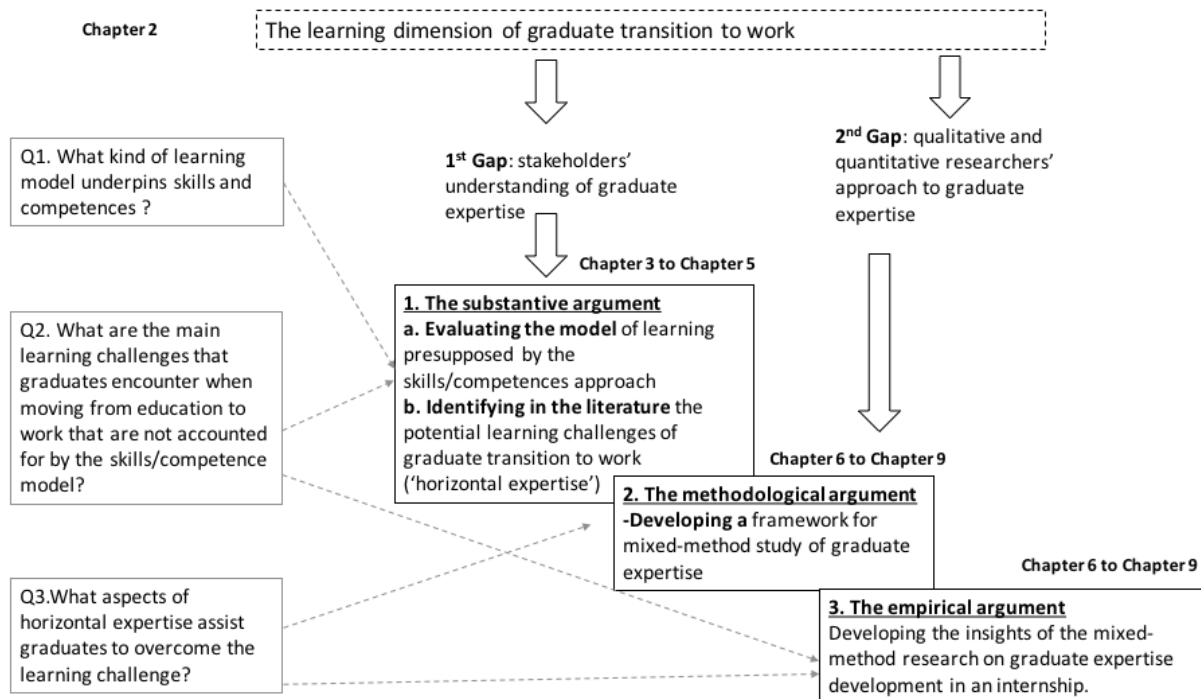 Chapter 2
The learning dimension of graduate transition to work
Q1. What kind of learning
model underpins skills and
competences ?
1st Gap: stakeholders’
understanding of graduate
expertise
2nd Gap: qualitative and
quantitative researchers’
approach to graduate
expertise
Chapter 3 to Chapter 5
Q2. What are the main
learning challenges that
graduates encounter when
moving from education to
work that are not accounted
for by the skills/competence
model?
1. The substantive argument
a. Evaluating the model of learning
presupposed by the
skills/competences approach
b. Identifying in the literature the
potential learning challenges of
graduate transition to work
(‘horizontal expertise’)
Chapter 6 to Chapter 9
2. The methodological argument
-Developing a framework for
mixed-method study of graduate
expertise
Q3.What aspects of
horizontal expertise assist
graduates to overcome the
learning challenge?
Chapter 6 to Chapter 9
3. The empirical argument
Developing the insights of the mixed-
method research on graduate expertise
development in an internship.